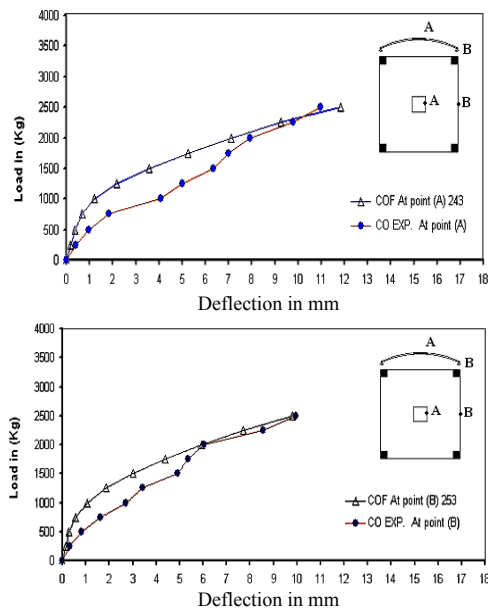 4000
3500
3000
2500
2000
1500
1000
500
0
Load in (Kg)
0 1 2 3 4 5 6 7 8 9 10 11 12 13 14 15 16 17 18
Deflection in mm
A
B
A
B
COF At point (A) 243
CO EXP. At point (A)
4000
3500
3000
2500
2000
1500
1000
500
0
Load in (Kg)
0 1 2 3 4 5 6 7 8 9 10 11 12 13 14 15 16 17 18
Deflection in mm
A
B
A
B
COF At point (B) 253
CO EXP. At point (B)